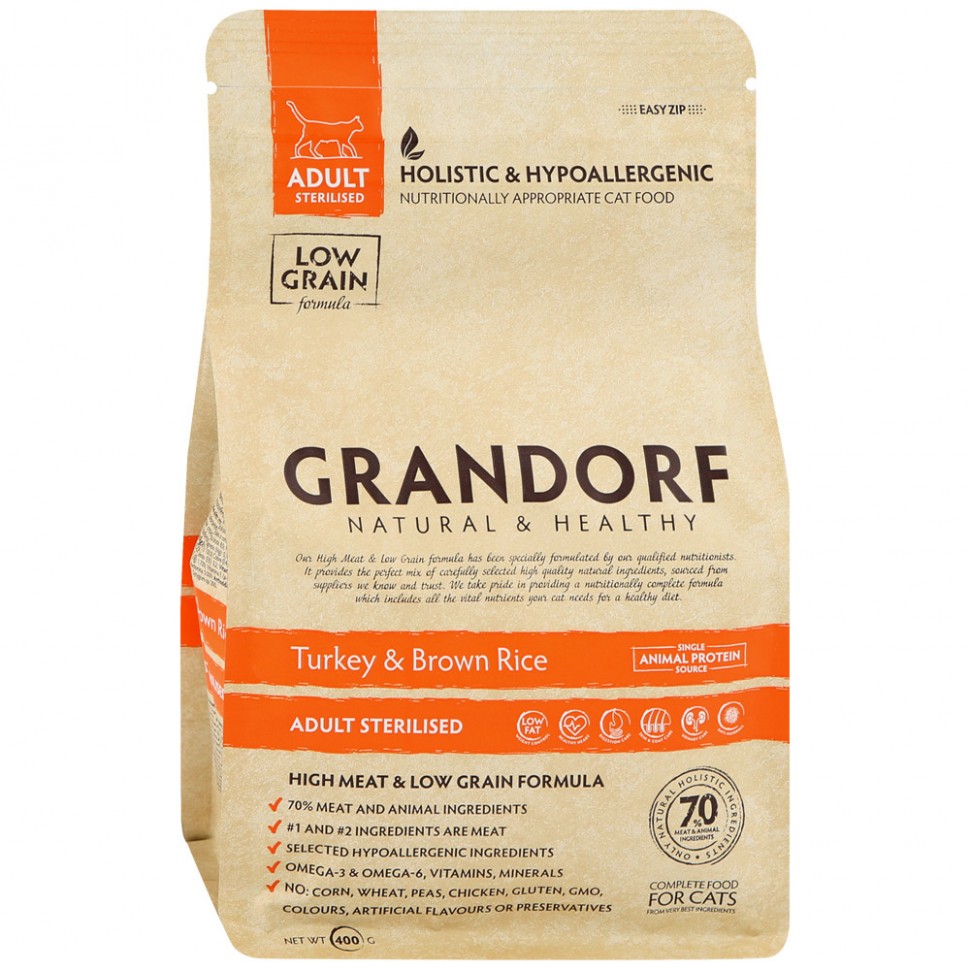 EASY ZIP
ADULT
STERILISED
HOLISTIC & HYPOALLERGENIC
NUTRITIONALLY APPROPRIATE CAT FOOD
LOW
GRAIN
formula
GRANDORF
NATURAL & HEALTHY
Our High Meat & Low Grain formula has been specially formulated by our qualified nutritionists.
It provides the perfect mix of carefully selected high quality natural ingredients, sourced from
suppliers we know and trust. We take pride in providing a nutritionally complete formula
which includes all the vital nutrients your cat needs for a healthy diet.
Turkey & Brown Rice
SINGLE
ANIMAL PROTEIN
SOURCE
ADULT STERILISED
LOW
FAT
HIGH MEAT & LOW GRAIN FORMULA
70% MEAT AND ANIMAL INGREDIENTS
#1 AND #2 INGREDIENTS ARE MEAT
SELECTED HYPOALLERGENIC INGREDIENTS
OMEGA-3 & OMEGA-6, VITAMINS, MINERALS
NO: CORN, WHEAT, PEAS, CHICKEN, GLUTEN, GMO,
COLOURS, ARTIFICIAL FLAVOURS OR PRESERVATIVES
ONLY NATURAL HOLISTIC INGREDIENTS
70
%
MEAT & ANIMAL
INGREDIENTS
COMPLETE FOOD
FOR CATS
FROM VERY BEST INGREDIENTS
NET WT 400 G